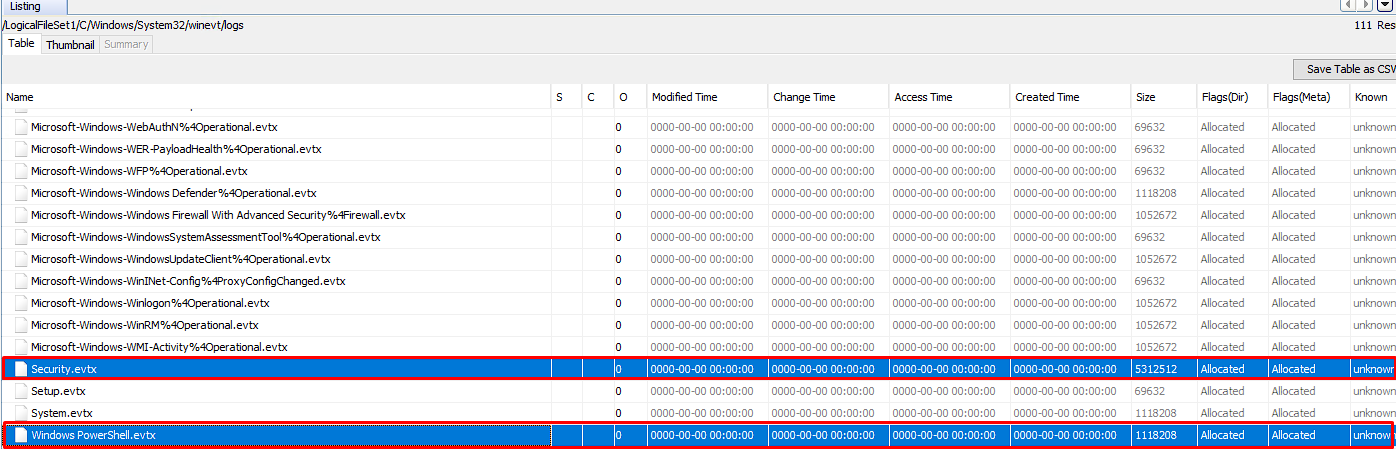 Listing
/LogicalFileSet1/C/Windows/System32/winevt/logs
111 Res
Table Thumbnail Summary
Save Table as CSV
Name S C O Modified Time Change Time Access Time Created Time Size Flags(Dir) Flags(Meta) Known
Microsoft-Windows-WebAuthN%4Operational.evtx 0 0000-00-00 00:00:00 0000-00-00 00:00:00 0000-00-00 00:00:00 0000-00-00 00:00:00 69632 Allocated Allocated unknown
Microsoft-Windows-WER-PayloadHealth%4Operational.evtx 0 0000-00-00 00:00:00 0000-00-00 00:00:00 0000-00-00 00:00:00 0000-00-00 00:00:00 69632 Allocated Allocated unknown
Microsoft-Windows-WFP%4Operational.evtx 0 0000-00-00 00:00:00 0000-00-00 00:00:00 0000-00-00 00:00:00 0000-00-00 00:00:00 69632 Allocated Allocated unknown
Microsoft-Windows-Windows Defender%4Operational.evtx 0 0000-00-00 00:00:00 0000-00-00 00:00:00 0000-00-00 00:00:00 0000-00-00 00:00:00 1118208 Allocated Allocated unknown
Microsoft-Windows-Windows Firewall With Advanced Security%4Firewall.evtx 0 0000-00-00 00:00:00 0000-00-00 00:00:00 0000-00-00 00:00:00 0000-00-00 00:00:00 1052672 Allocated Allocated unknown
Microsoft-Windows-WindowsSystemAssessmentTool%4Operational.evtx 0 0000-00-00 00:00:00 0000-00-00 00:00:00 0000-00-00 00:00:00 0000-00-00 00:00:00 69632 Allocated Allocated unknown
Microsoft-Windows-WindowsUpdateClient%4Operational.evtx 0 0000-00-00 00:00:00 0000-00-00 00:00:00 0000-00-00 00:00:00 0000-00-00 00:00:00 1052672 Allocated Allocated unknown
Microsoft-Windows-WinINet-Config%4ProxyConfigChanged.evtx 0 0000-00-00 00:00:00 0000-00-00 00:00:00 0000-00-00 00:00:00 0000-00-00 00:00:00 69632 Allocated Allocated unknown
Microsoft-Windows-Winlogon%4Operational.evtx 0 0000-00-00 00:00:00 0000-00-00 00:00:00 0000-00-00 00:00:00 0000-00-00 00:00:00 1052672 Allocated Allocated unknown
Microsoft-Windows-WinRM%4Operational.evtx 0 0000-00-00 00:00:00 0000-00-00 00:00:00 0000-00-00 00:00:00 0000-00-00 00:00:00 1052672 Allocated Allocated unknown
Microsoft-Windows-WMI-Activity%4Operational.evtx 0 0000-00-00 00:00:00 0000-00-00 00:00:00 0000-00-00 00:00:00 0000-00-00 00:00:00 1052672 Allocated Allocated unknown
Security.evtx 0 0000-00-00 00:00:00 0000-00-00 00:00:00 0000-00-00 00:00:00 0000-00-00 00:00:00 5312512 Allocated Allocated unknown
Setup.evtx 0 0000-00-00 00:00:00 0000-00-00 00:00:00 0000-00-00 00:00:00 0000-00-00 00:00:00 69632 Allocated Allocated unknown
System.evtx 0 0000-00-00 00:00:00 0000-00-00 00:00:00 0000-00-00 00:00:00 0000-00-00 00:00:00 1118208 Allocated Allocated unknown
Windows PowerShell.evtx 0 0000-00-00 00:00:00 0000-00-00 00:00:00 0000-00-00 00:00:00 0000-00-00 00:00:00 1118208 Allocated Allocated unknown